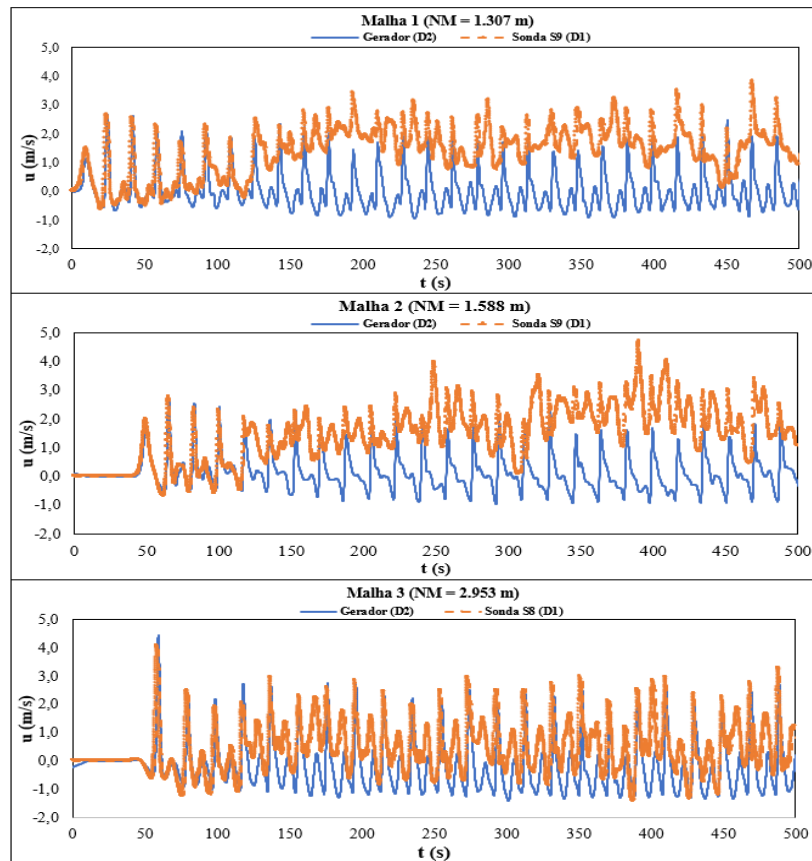 Malha 1 (NM = 1.307 m)
Gerador (D2) Sonda S9 (D1)
5,0
4,0
3,0
2,0
1,0
0,0
-1,0
-2,0
u (m/s)
0 50 100 150 200 250 300 350 400 450 500
t (s)
Malha 2 (NM = 1.588 m)
Gerador (D2) Sonda S9 (D1)
5,0
4,0
3,0
2,0
1,0
0,0
-1,0
-2,0
u (m/s)
0 50 100 150 200 250 300 350 400 450 500
t (s)
Malha 3 (NM = 2.953 m)
Gerador (D2) Sonda S8 (D1)
5,0
4,0
3,0
2,0
1,0
0,0
-1,0
-2,0
u (m/s)
0 50 100 150 200 250 300 350 400 450 500
t (s)